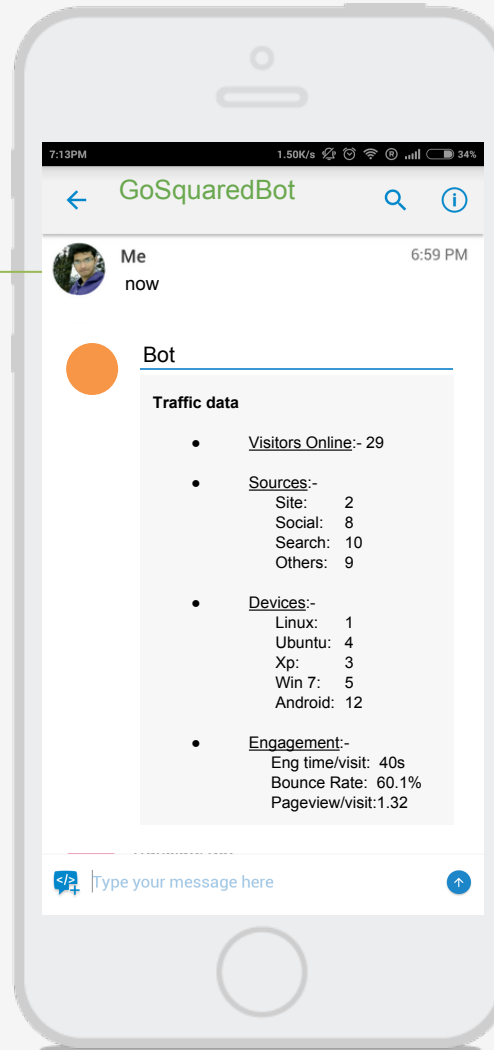 7:13PM 1.50K/s R 34%
GoSquaredBot
Me 6:59 PM
now
Bot
Traffic data
● Visitors Online:- 29
● Sources:-
Site: 2
Social: 8
Search: 10
Others: 9
● Devices:-
Linux: 1
Ubuntu: 4
Xp: 3
Win 7: 5
Android: 12
● Engagement:-
Eng time/visit: 40s
Bounce Rate: 60.1%
Pageview/visit:1.32
Type your message here